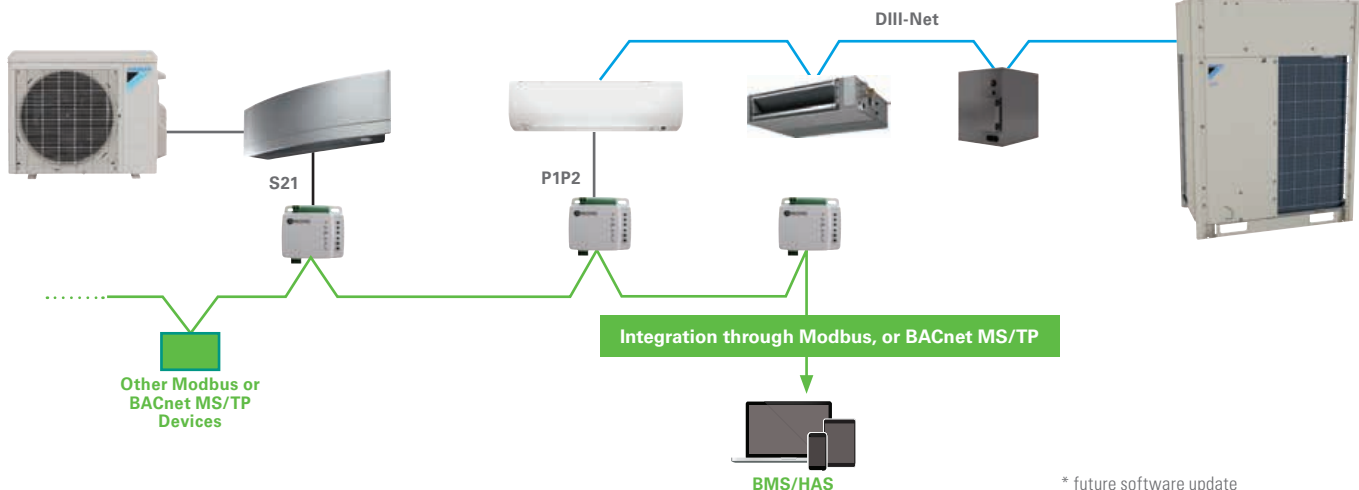 DIII-Net
S21
P1P2
Integration through Modbus, or BACnet MS/TP
Other Modbus or
BACnet MS/TP
Devices
BMS/HAS
* future software update